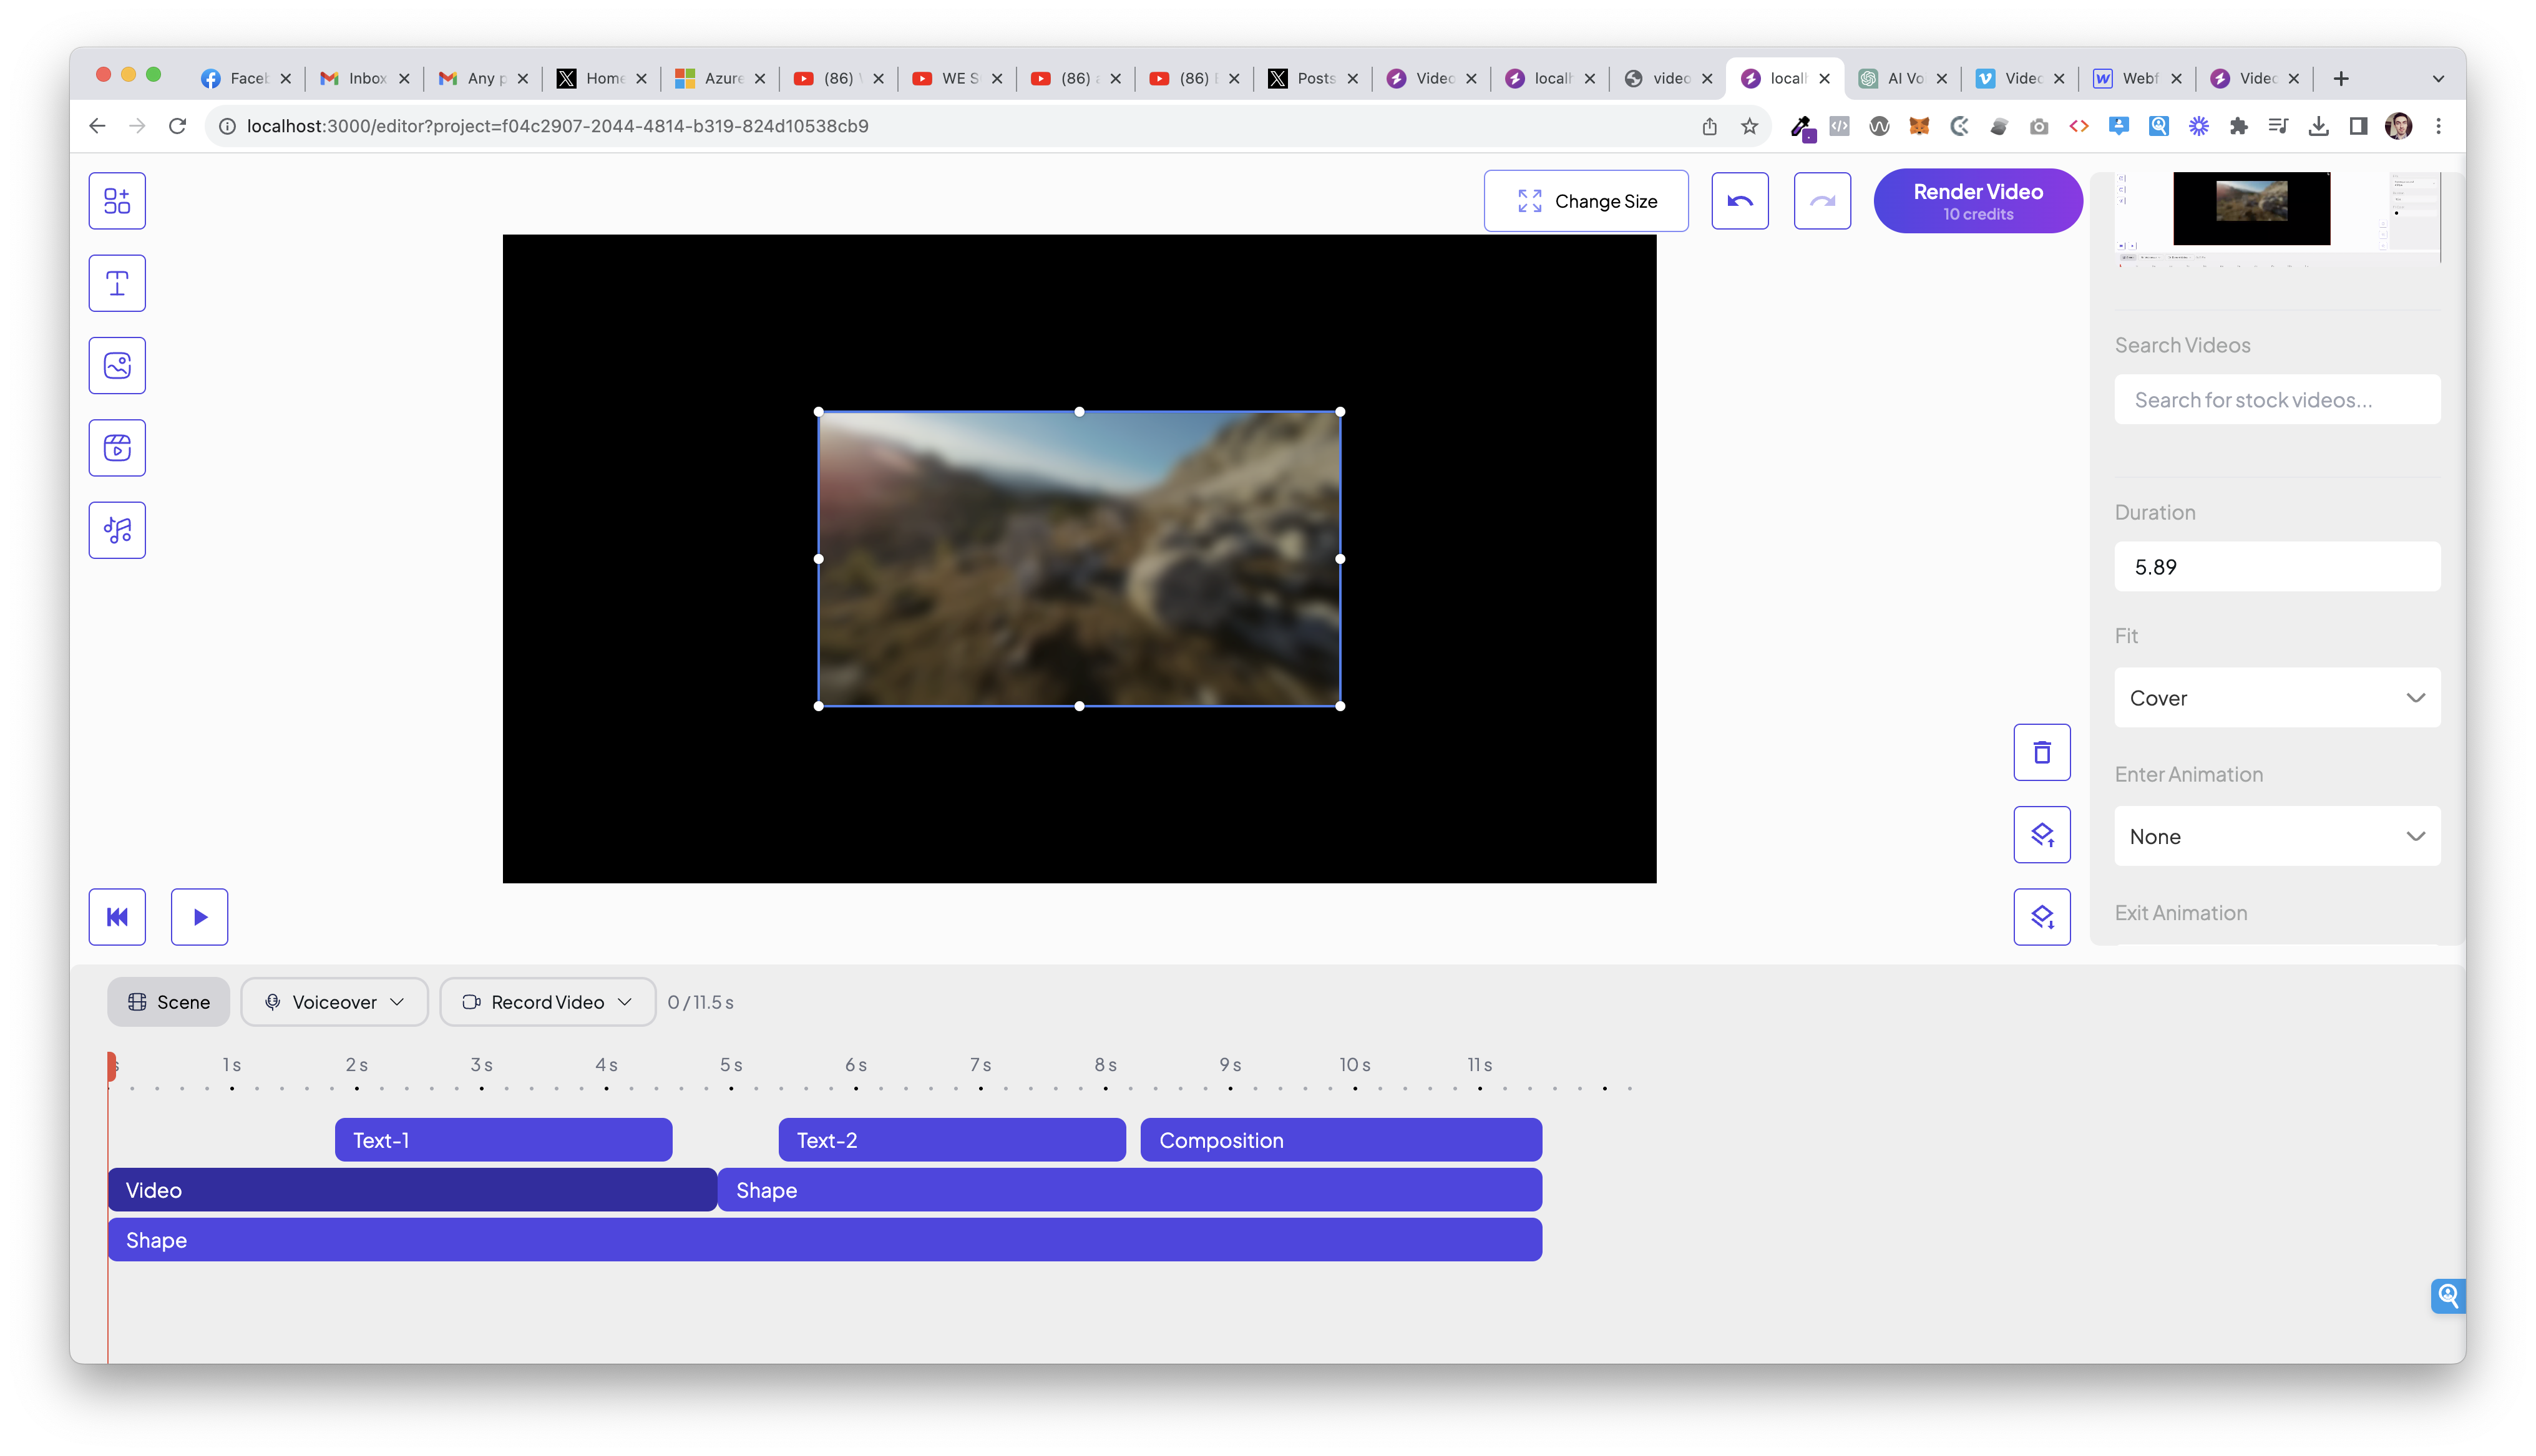 Faceb
Inbox
Any p
Home
Azure
(86) \
WE S
(86) a
(86)
Posts
Video
localh
video
localh
AI Vo
Video
Webf
Video
localhost:3000/editor?project=f04c2907-2044-4814-b319-824d10538cb9
Change Size
Render Video
10 credits
Search Videos
Search for stock videos...
Duration
5.89
Fit
Cover
Enter Animation
None
Exit Animation
Scene
Voiceover
Record Video
0 / 11.5 s
1 s 2 s 3 s 4 s 5 s 6 s 7 s 8 s 9 s 10 s 11 s
Text-1 Text-2 Composition
Video Shape
Shape